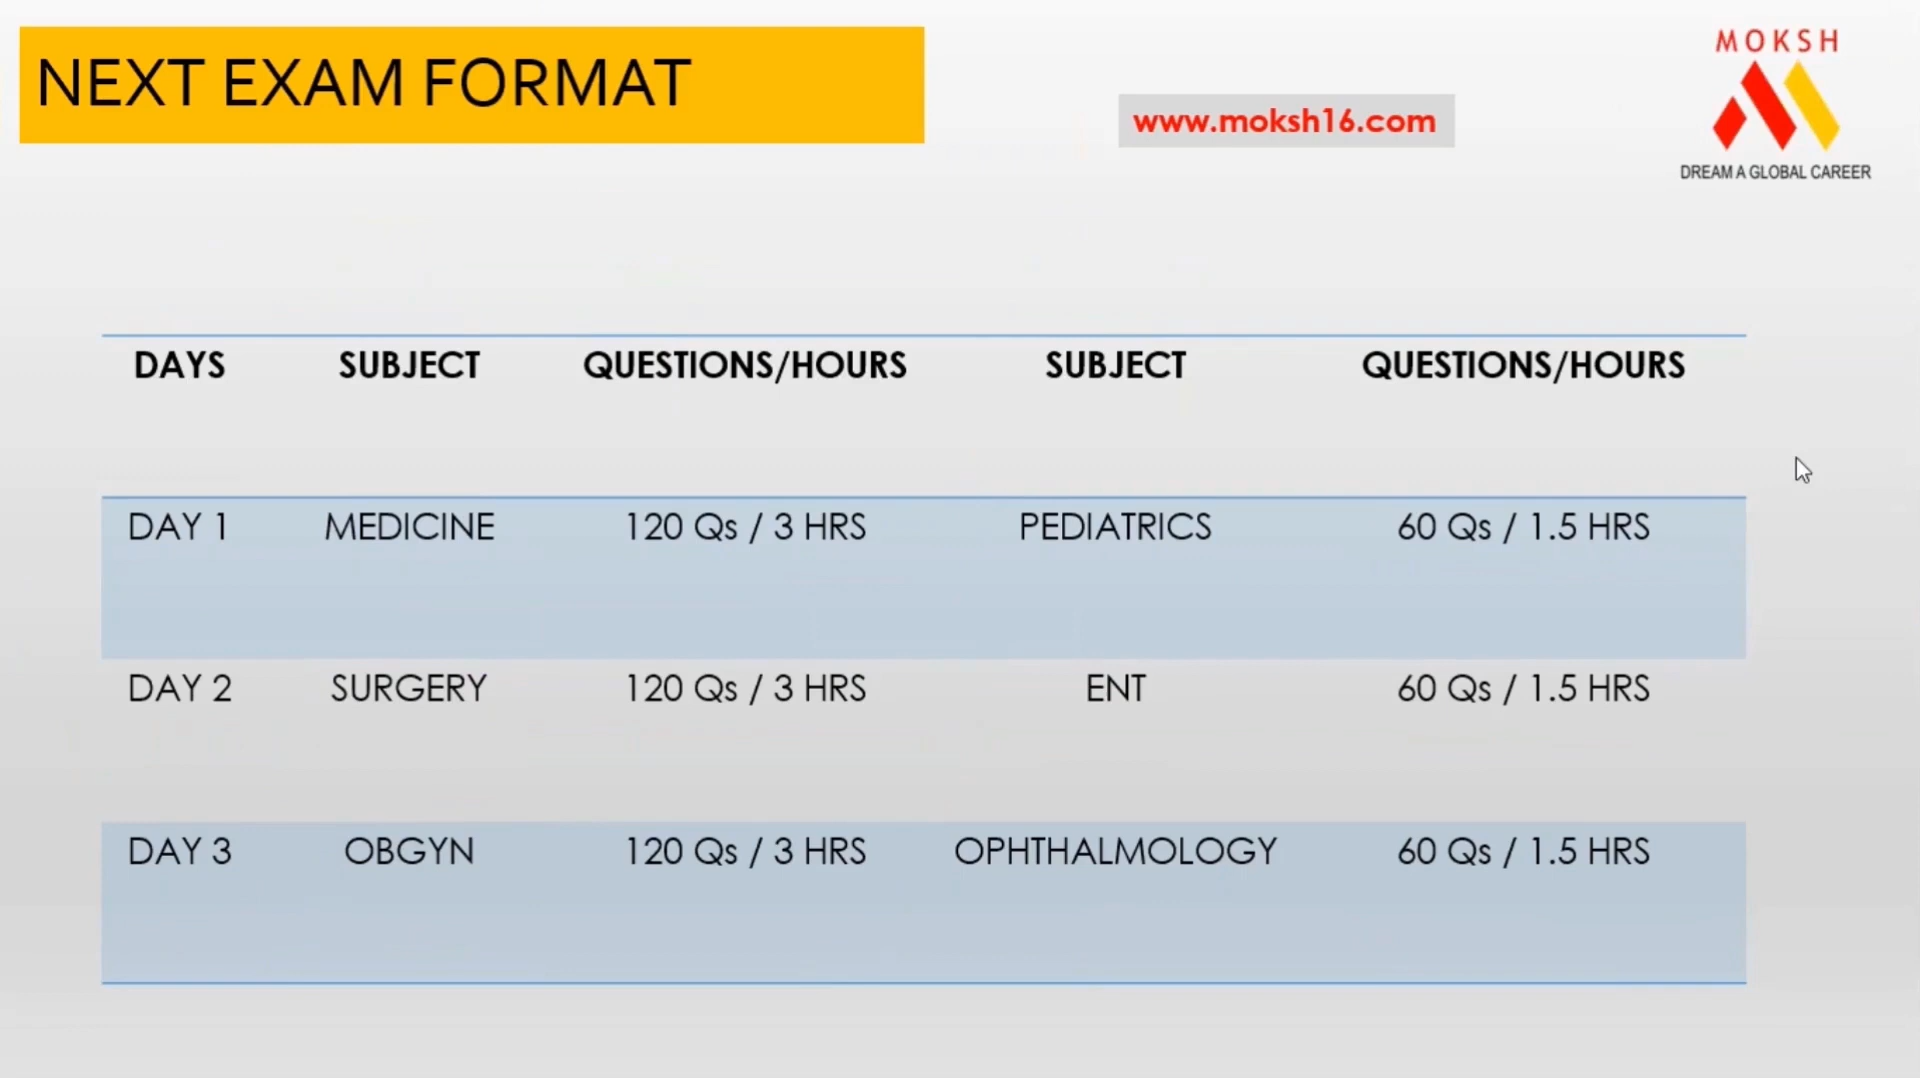 NEXT EXAM FORMAT
www.moksh16.com
MOKSH
DREAM A GLOBAL CAREER
DAYS SUBJECT QUESTIONS/HOURS SUBJECT QUESTIONS/HOURS
DAY 1 MEDICINE 120 Qs / 3 HRS PEDIATRICS 60 Qs / 1.5 HRS
DAY 2 SURGERY 120 Qs / 3 HRS ENT 60 Qs / 1.5 HRS
DAY 3 OBGYN 120 Qs / 3 HRS OPHTHALMOLOGY 60 Qs / 1.5 HRS